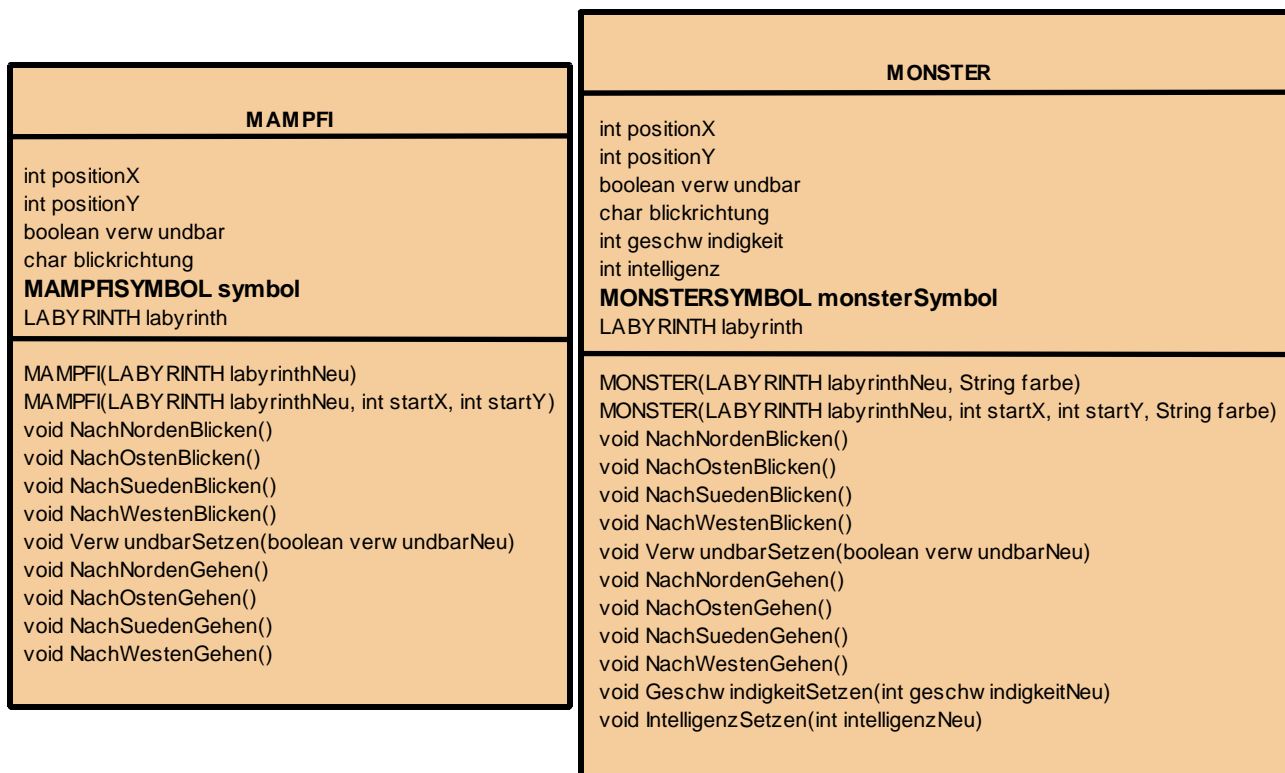 MAMPFI
int positionX
int positionY
boolean verwundbar
char blickrichtung
MAMPFISYMBOL symbol
LABYRINTH labyrinth
MAMPFI(LABYRINTH labyrinthNeu)
MAMPFI(LABYRINTH labyrinthNeu, int startX, int startY)
void NachNordenBlicken()
void NachOstenBlicken()
void NachSuedenBlicken()
void NachWestenBlicken()
void VerwundbarSetzen(boolean verwundbarNeu)
void NachNordenGehen()
void NachOstenGehen()
void NachSuedenGehen()
void NachWestenGehen()
MONSTER
int positionX
int positionY
boolean verwundbar
char blickrichtung
int geschwindigkeit
int intelligenz
MONSTERSYMBOL monsterSymbol
LABYRINTH labyrinth
MONSTER(LABYRINTH labyrinthNeu, String farbe)
MONSTER(LABYRINTH labyrinthNeu, int startX, int startY, String farbe)
void NachNordenBlicken()
void NachOstenBlicken()
void NachSuedenBlicken()
void NachWestenBlicken()
void VerwundbarSetzen(boolean verwundbarNeu)
void NachNordenGehen()
void NachOstenGehen()
void NachSuedenGehen()
void NachWestenGehen()
void GeschwindigkeitSetzen(int geschwindigkeitNeu)
void IntelligenzSetzen(int intelligenzNeu)